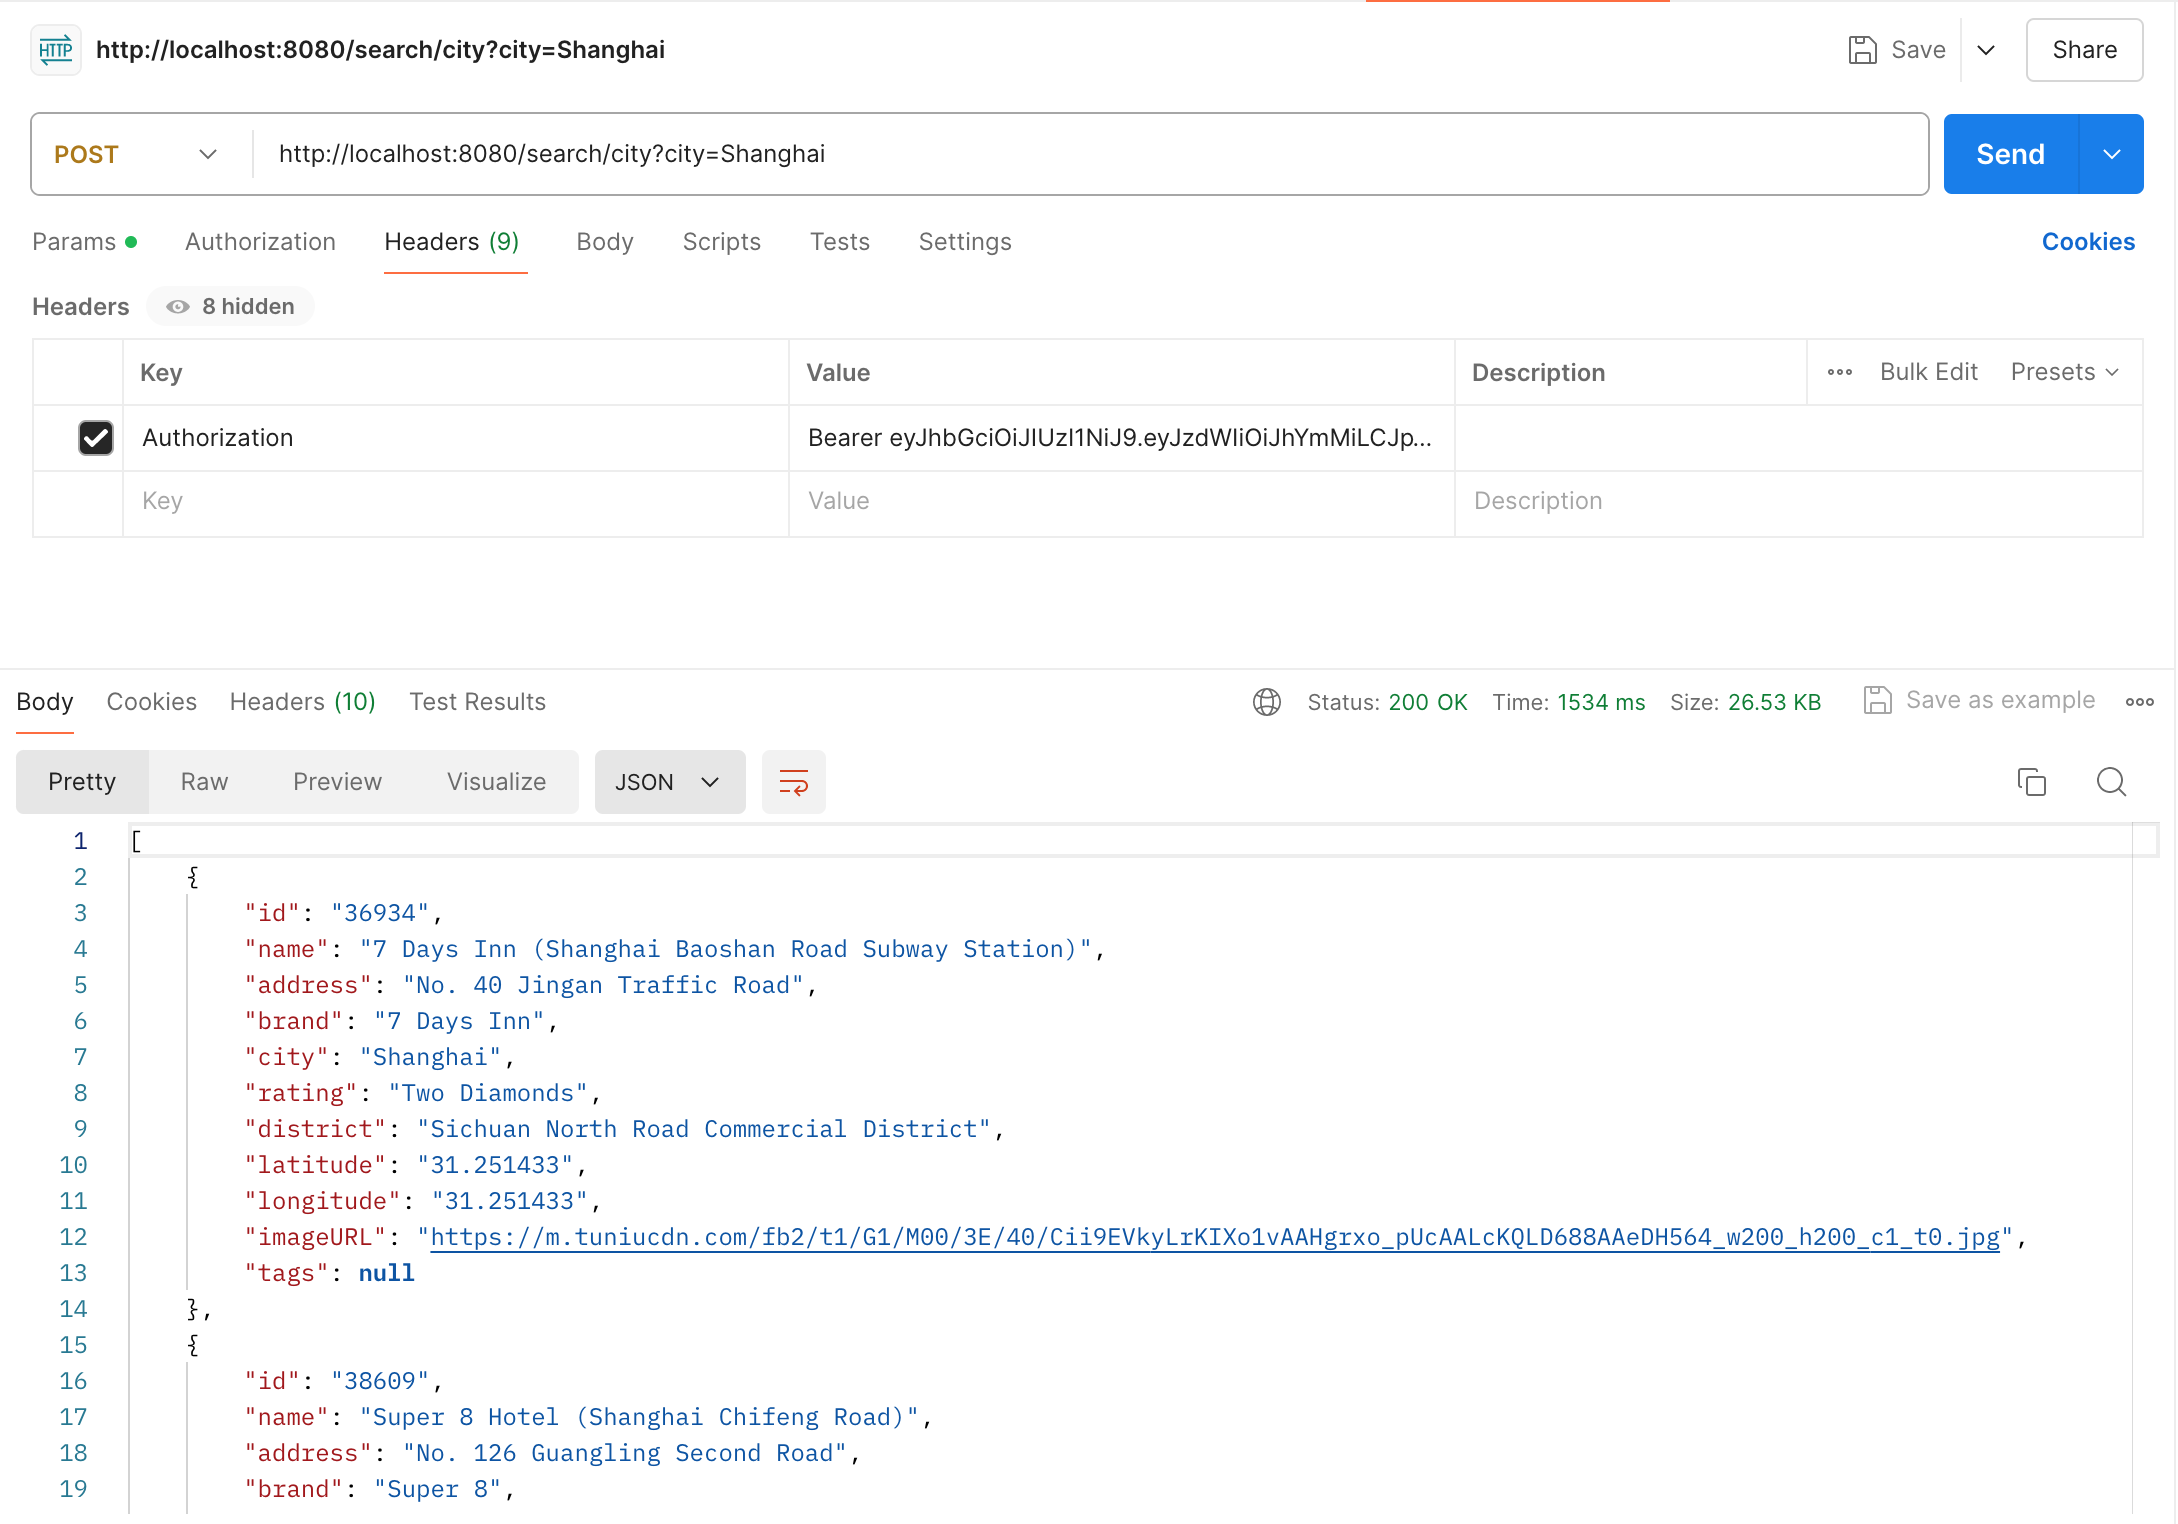 HTTP http://localhost:8080/search/city?city=Shanghai Save Share
POST http://localhost:8080/search/city?city=Shanghai Send
Params Authorization Headers (9) Body Scripts Tests Settings Cookies
Headers 8 hidden
Key Value Description Bulk Edit Presets
Authorization Bearer eyJhbGciOiJIUzI1NiJ9.eyJzdWIiOiJhYmMiLCJp...
Key Value Description
Body Cookies Headers (10) Test Results Status: 200 OK Time: 1534 ms Size: 26.53 KB Save as example
Pretty Raw Preview Visualize JSON
1 [
2 {
3 "id": "36934",
4 "name": "7 Days Inn (Shanghai Baoshan Road Subway Station)",
5 "address": "No. 40 Jingan Traffic Road",
6 "brand": "7 Days Inn",
7 "city": "Shanghai",
8 "rating": "Two Diamonds",
9 "district": "Sichuan North Road Commercial District",
10 "latitude": "31.251433",
11 "longitude": "31.251433",
12 "imageURL": "https://m.tuniucdn.com/fb2/t1/G1/M00/3E/40/Cii9EVkyLrKIXo1vAAHgrxo_pUcAALcKQLD688AAeDH564_w200_h200_c1_t0.jpg",
13 "tags": null
14 },
15 {
16 "id": "38609",
17 "name": "Super 8 Hotel (Shanghai Chifeng Road)",
18 "address": "No. 126 Guangling Second Road",
19 "brand": "Super 8",